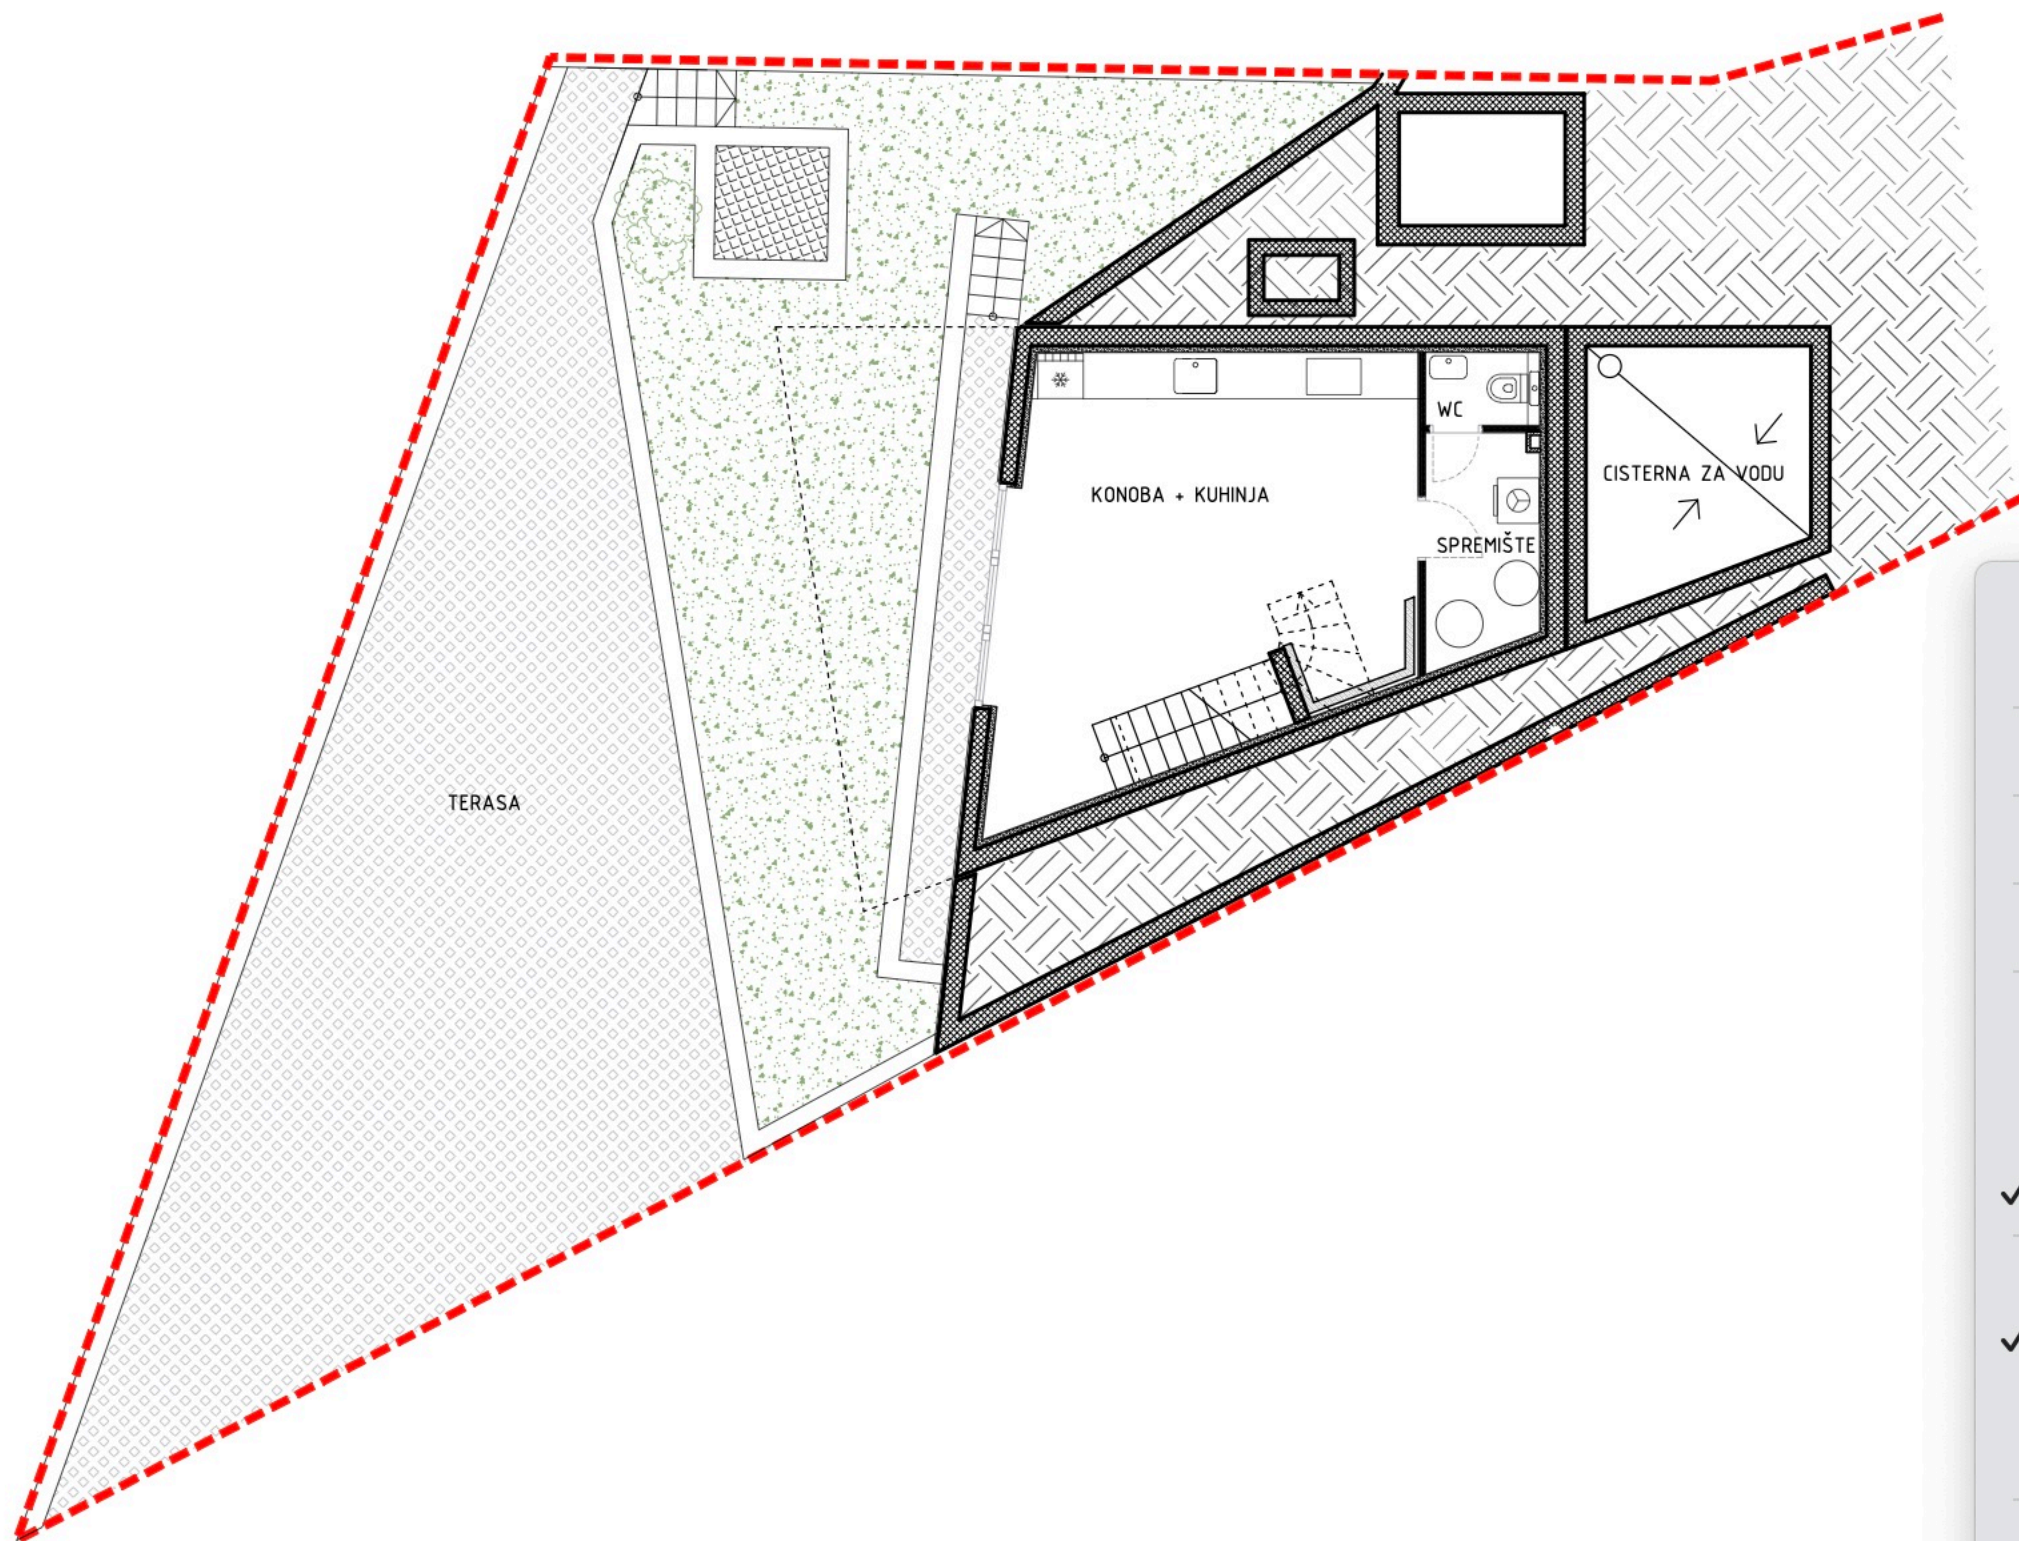 WC
CISTERNA ZA VODU
KONOBA + KUHINJA
SPREMIŠTE
TERASA